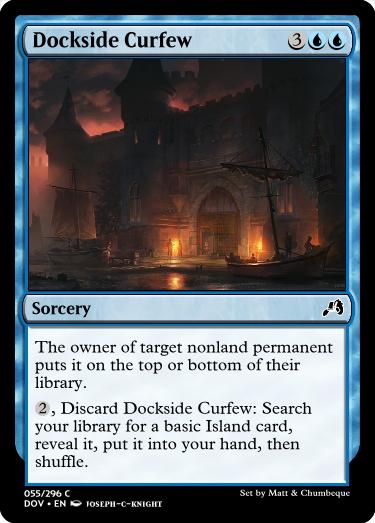 Dockside Curfew 3
Sorcery
The owner of target nonland permanent
puts it on the top or bottom of their
library.
2, Discard Dockside Curfew: Search
your library for a basic Island card,
reveal it, put it into your hand, then
shuffle.
055/296 C
DOV • EN JOSEPH-C-KNIGHT
Set by Matt & Chumbeque